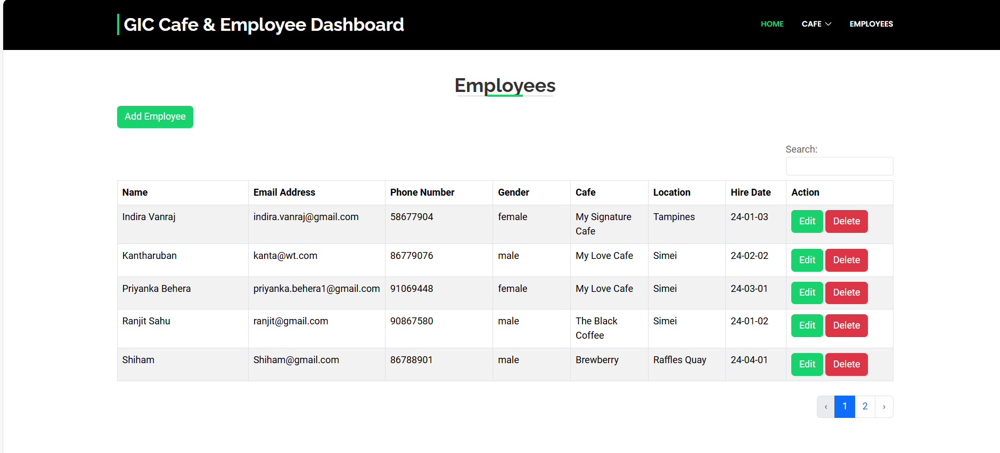 GIC Cafe & Employee Dashboard
HOME CAFE EMPLOYEES
Employees
Add Employee
Search:
Name Email Address Phone Number Gender Cafe Location Hire Date Action
Indira Vanraj indira.vanraj@gmail.com 58677904 female My Signature Tampines 24-01-03 Edit Delete
Cafe
Kantharuban kanta@wt.com 86779076 male My Love Cafe Simei 24-02-02 Edit Delete
Priyanka Behera priyanka.behera1@gmail.com 91069448 female My Love Cafe Simei 24-03-01 Edit Delete
Ranjit Sahu ranjit@gmail.com 90867580 male The Black Simei 24-01-02 Edit Delete
Coffee
Shiham Shiham@gmail.com 86788901 male Brewberry Raffles Quay 24-04-01 Edit Delete
‹ 1 2 ›